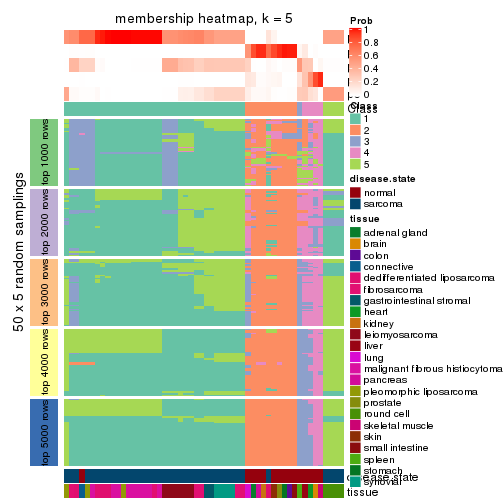 membership heatmap, k = 5
Prob
1
0.8
0.6
0.4
0.2
0
Class
Class
1
2
3
4
5
disease.state
normal
sarcoma
tissue
adrenal gland
brain
colon
connective
dedifferentiated liposarcoma
fibrosarcoma
gastrointestinal stromal
heart
kidney
leiomyosarcoma
liver
lung
malignant fibrous histiocytoma
pancreas
pleomorphic liposarcoma
prostate
round cell
skeletal muscle
skin
small intestine
spleen
stomach
synovial
disease.state
tissue
50 x 5 random samplings
top 1000 rows
top 2000 rows
top 3000 rows
top 4000 rows
top 5000 rows